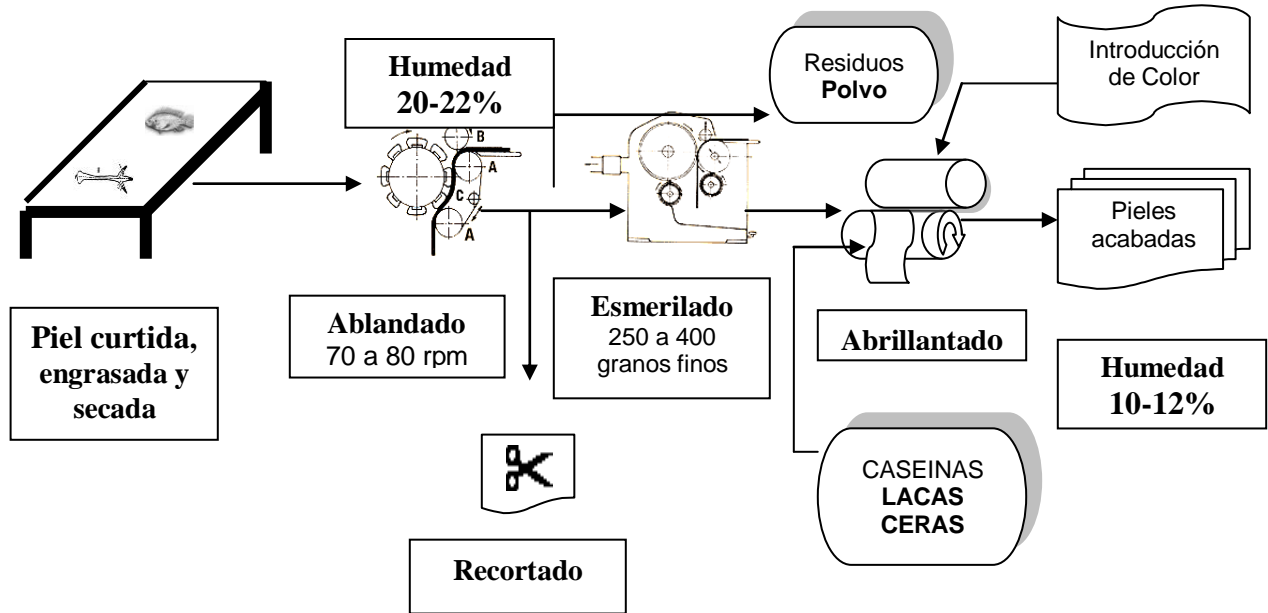 Humedad
20-22%
Residuos
Polvo
Introducción
de Color
B
A
C
A
Pieles
acabadas
Piel curtida,
engrasada y
secada
Ablandado
70 a 80 rpm
Esmerilado
250 a 400
granos finos
Abrillantado
Humedad
10-12%
CASEINAS
LACAS
CERAS
Recortado